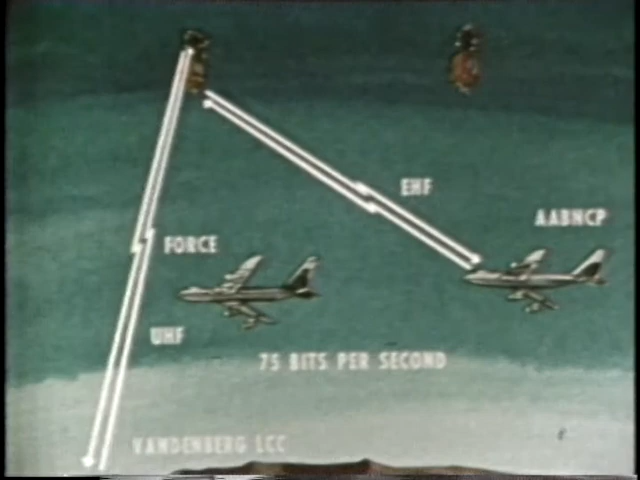 EHF
AABNCP
FORCE
UHF
75 BITS PER SECOND
VANDENBERG LCC